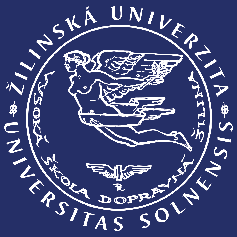 ŽILINSKÁ UNIVERZITA
UNIVERSITAS SOLNENSIS
VYSOKÁ ŠKOLA DOPRAVNÁ
ŽILINA